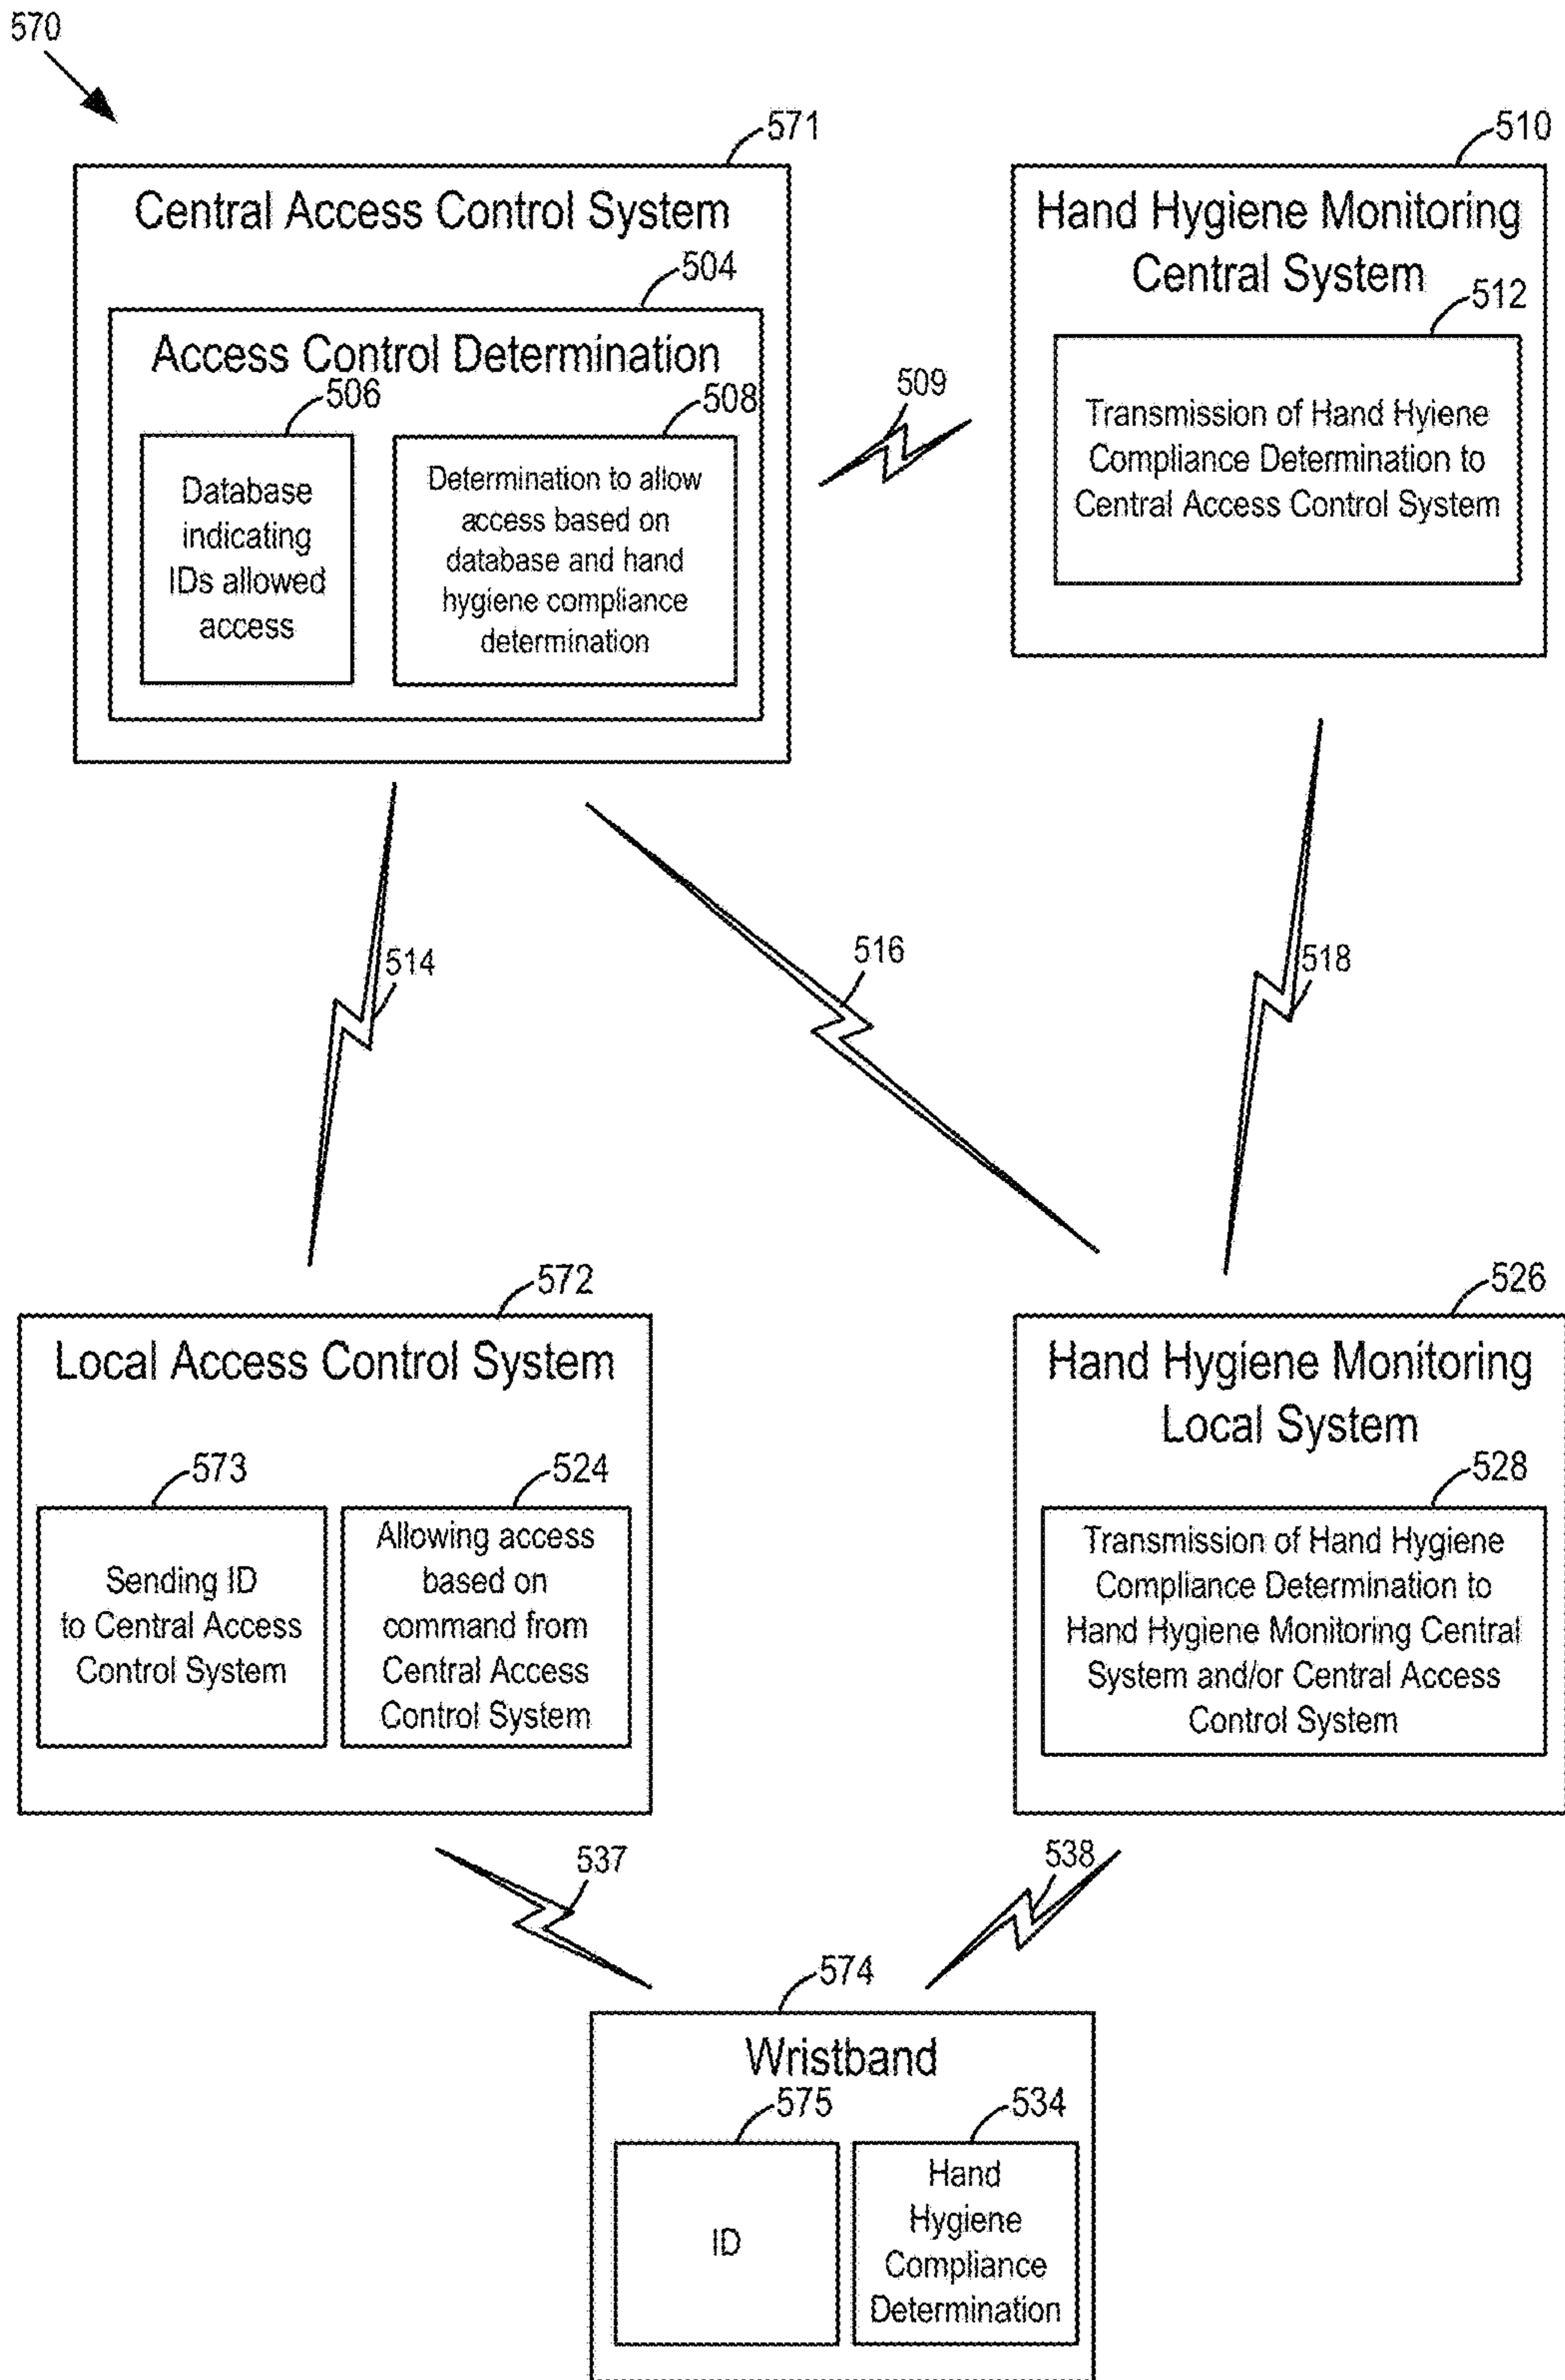 570
571
Central Access Control System
504
Access Control Determination
506
Database
indicating
IDs allowed
access
508
Determination to allow
access based on
database and hand
hygiene compliance
determination
509
510
Hand Hygiene Monitoring
Central System
512
Transmission of Hand Hyiene
Compliance Determination to
Central Access Control System
514
516
518
572
Local Access Control System
573
Sending ID
to Central Access
Control System
524
Allowing access
based on
command from
Central Access
Control System
526
Hand Hygiene Monitoring
Local System
528
Transmission of Hand Hygiene
Compliance Determination to
Hand Hygiene Monitoring Central
System and/or Central Access
Control System
537
538
574
Wristband
575
ID
534
Hand
Hygiene
Compliance
Determination